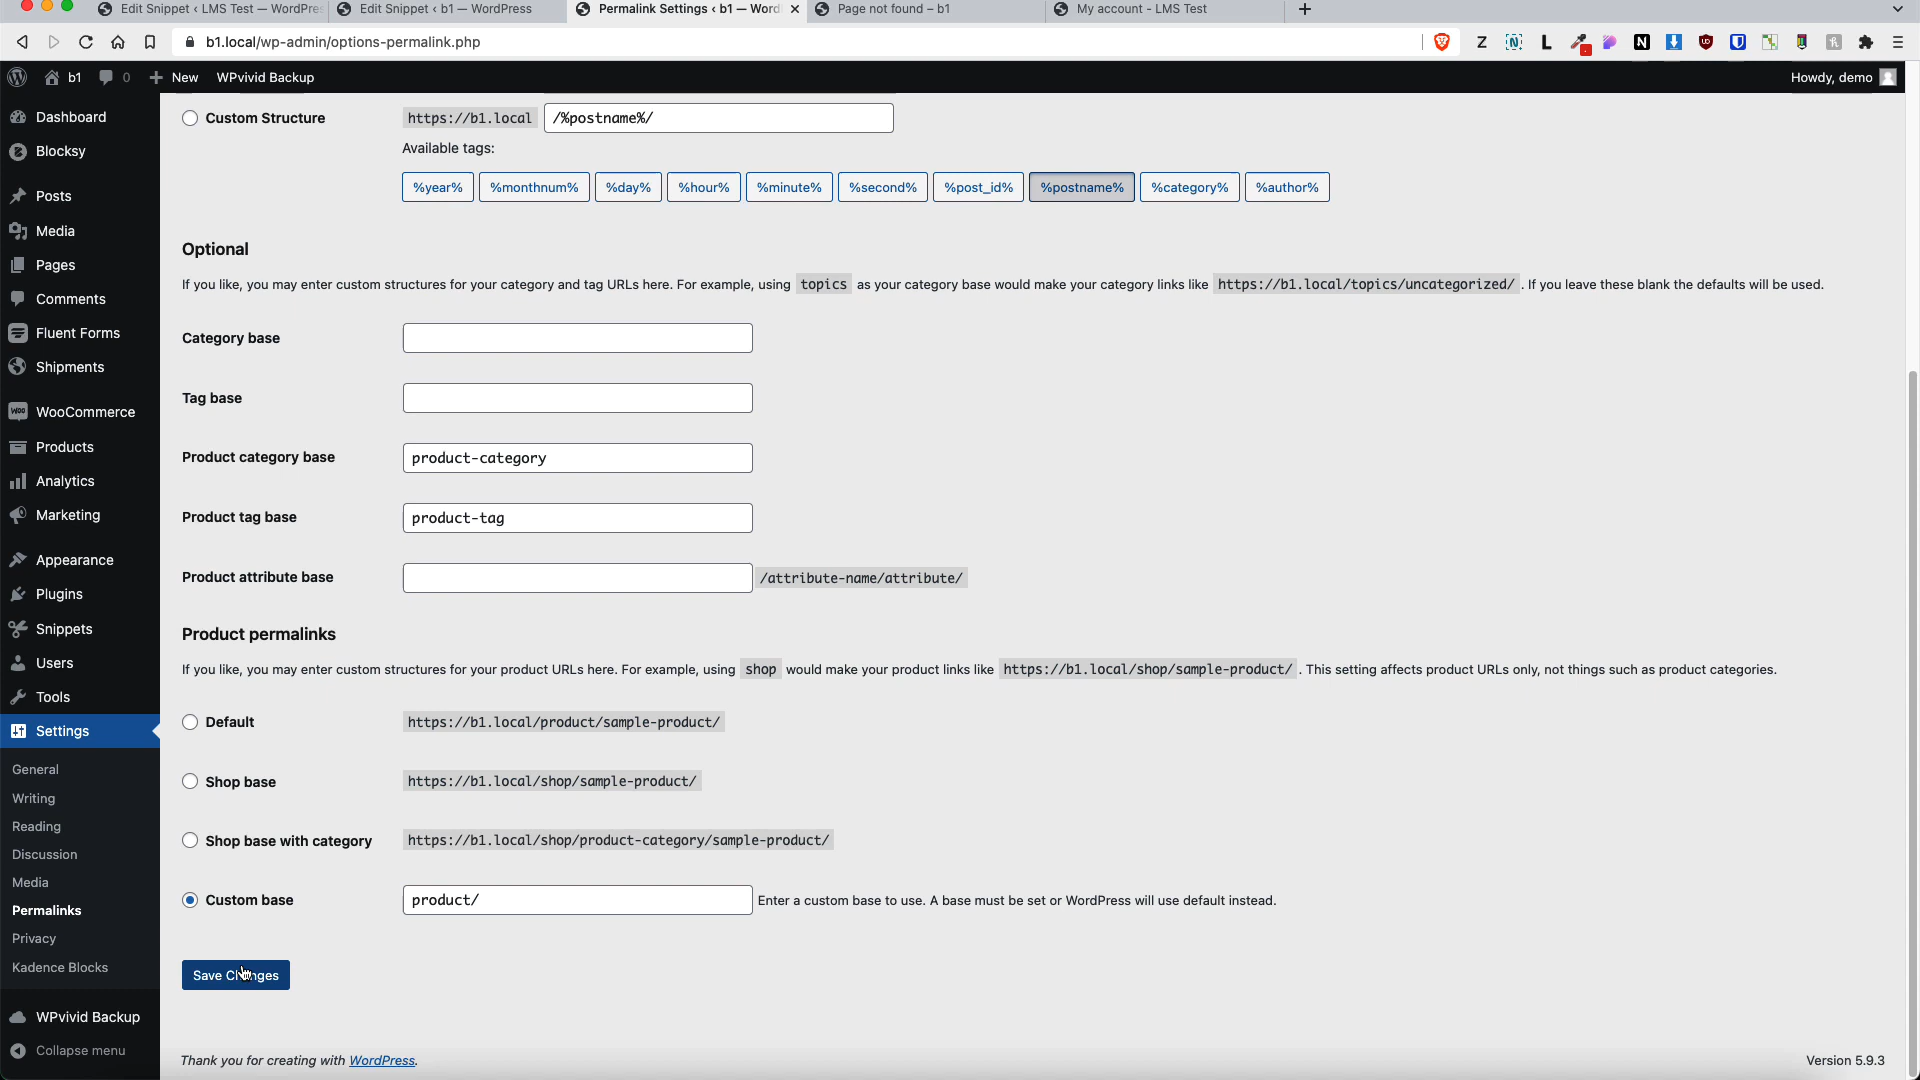 Edit Snippet ‹ LMS Test — WordPre
Edit Snippet ‹ b1 — WordPress
Permalink Settings ‹ b1 — Word
Page not found – b1
My account - LMS Test
b1.local/wp-admin/options-permalink.php
b1
0
New
WPvivid Backup
Howdy, demo
Dashboard
Blocksy
Posts
Media
Pages
Comments
Fluent Forms
Shipments
WooCommerce
Products
Analytics
Marketing
Appearance
Plugins
Snippets
Users
Tools
Settings
General
Writing
Reading
Discussion
Media
Permalinks
Privacy
Kadence Blocks
WPvivid Backup
Collapse menu
Custom Structure
https://b1.local
/%postname%/
Available tags:
%year%
%monthnum%
%day%
%hour%
%minute%
%second%
%post_id%
%postname%
%category%
%author%
Optional
If you like, you may enter custom structures for your category and tag URLs here. For example, using topics as your category base would make your category links like https://b1.local/topics/uncategorized/ . If you leave these blank the defaults will be used.
Category base
Tag base
Product category base
product-category
Product tag base
product-tag
Product attribute base
/attribute-name/attribute/
Product permalinks
If you like, you may enter custom structures for your product URLs here. For example, using shop would make your product links like https://b1.local/shop/sample-product/ . This setting affects product URLs only, not things such as product categories.
Default
https://b1.local/product/sample-product/
Shop base
https://b1.local/shop/sample-product/
Shop base with category
https://b1.local/shop/product-category/sample-product/
Custom base
product/
Enter a custom base to use. A base must be set or WordPress will use default instead.
Save Changes
Thank you for creating with WordPress.
Version 5.9.3